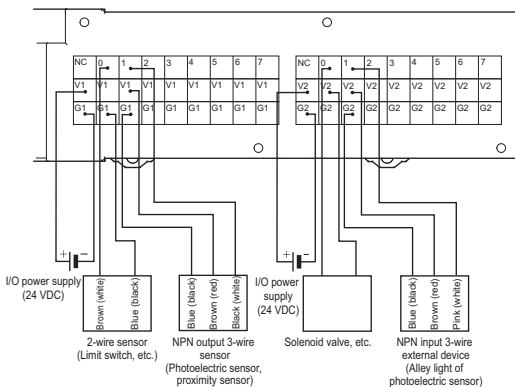 NC 0 1 2 3 4 5 6 7
V1 V1 V1 V1 V1 V1 V1 V1 V1
G1 G1 G1 G1 G1 G1 G1 G1 G1
NC 0 1 2 3 4 5 6 7
V2 V2 V2 V2 V2 V2 V2 V2 V2
G2 G2 G2 G2 G2 G2 G2 G2 G2
+ −
I/O power supply
(24 VDC)
Brown (white)
Blue (black)
2-wire sensor
(Limit switch, etc.)
Blue (black)
Brown (red)
Black (white)
NPN output 3-wire
sensor
(Photoelectric sensor,
proximity sensor)
+ −
I/O power
supply
(24 VDC)
Solenoid valve, etc.
Blue (black)
Brown (red)
Pink (white)
NPN input 3-wire
external device
(Alley light of
photoelectric sensor)